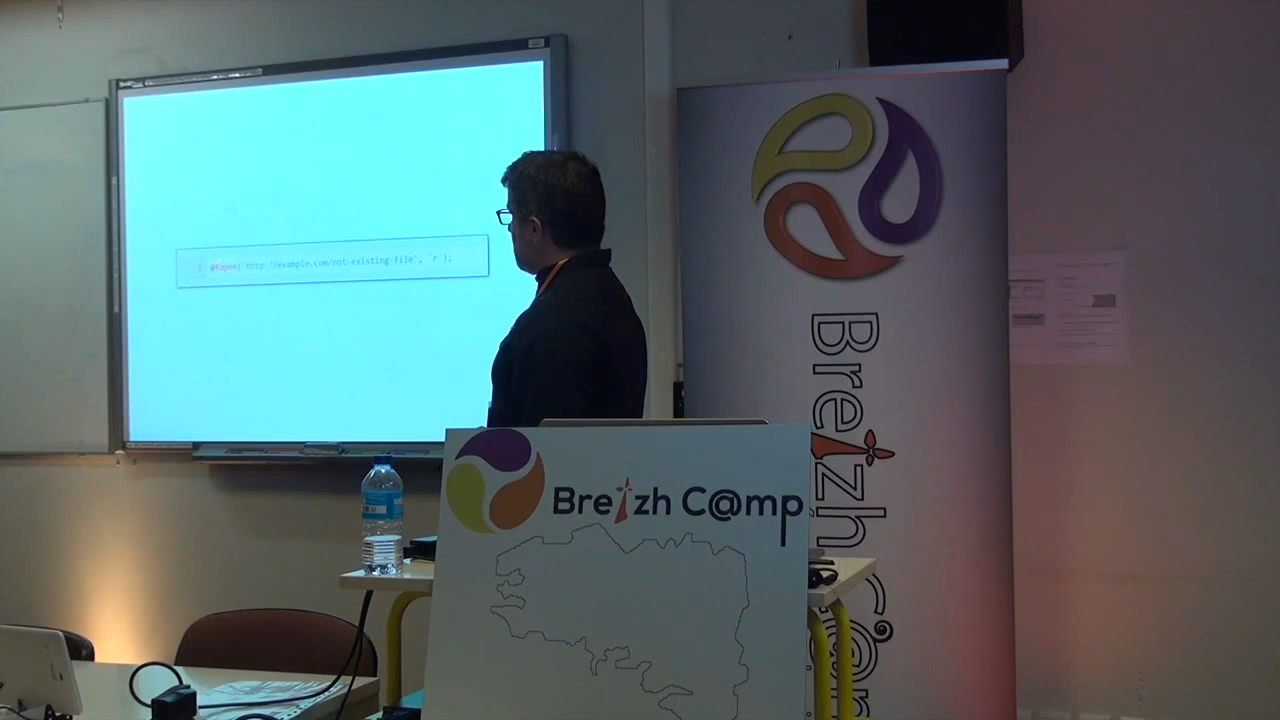 1 @fopen('http://example.com/not-existing-file', 'r');
Breizh C@mp
Breizh C@m